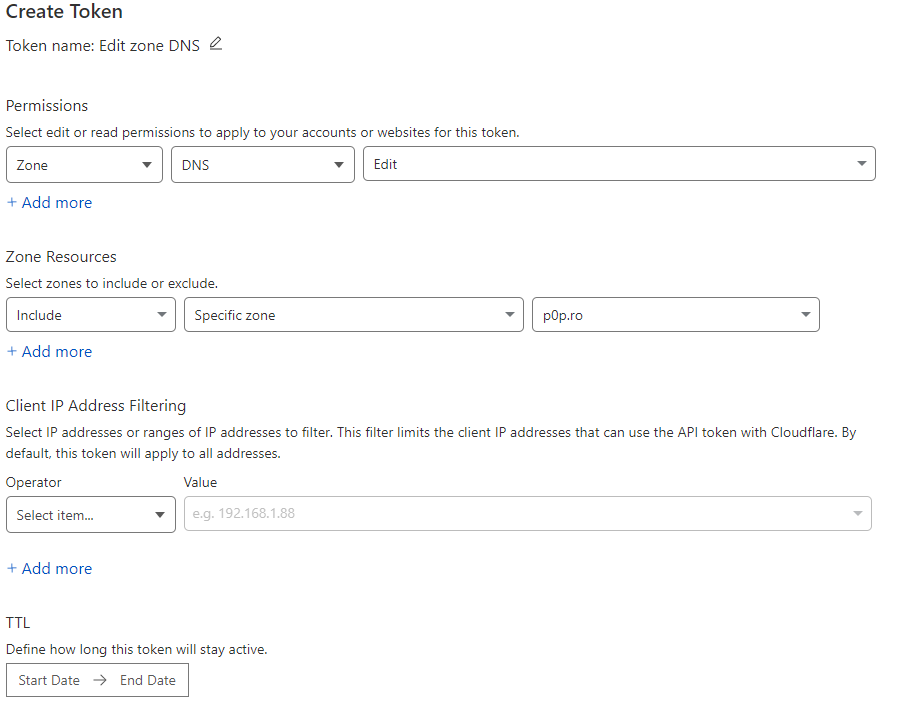 Create Token
Token name: Edit zone DNS
Permissions
Select edit or read permissions to apply to your accounts or websites for this token.
Zone DNS Edit
+ Add more
Zone Resources
Select zones to include or exclude.
Include Specific zone p0p.ro
+ Add more
Client IP Address Filtering
Select IP addresses or ranges of IP addresses to filter. This filter limits the client IP addresses that can use the API token with Cloudflare. By
default, this token will apply to all addresses.
Operator Value
Select item... e.g. 192.168.1.88
+ Add more
TTL
Define how long this token will stay active.
Start Date → End Date